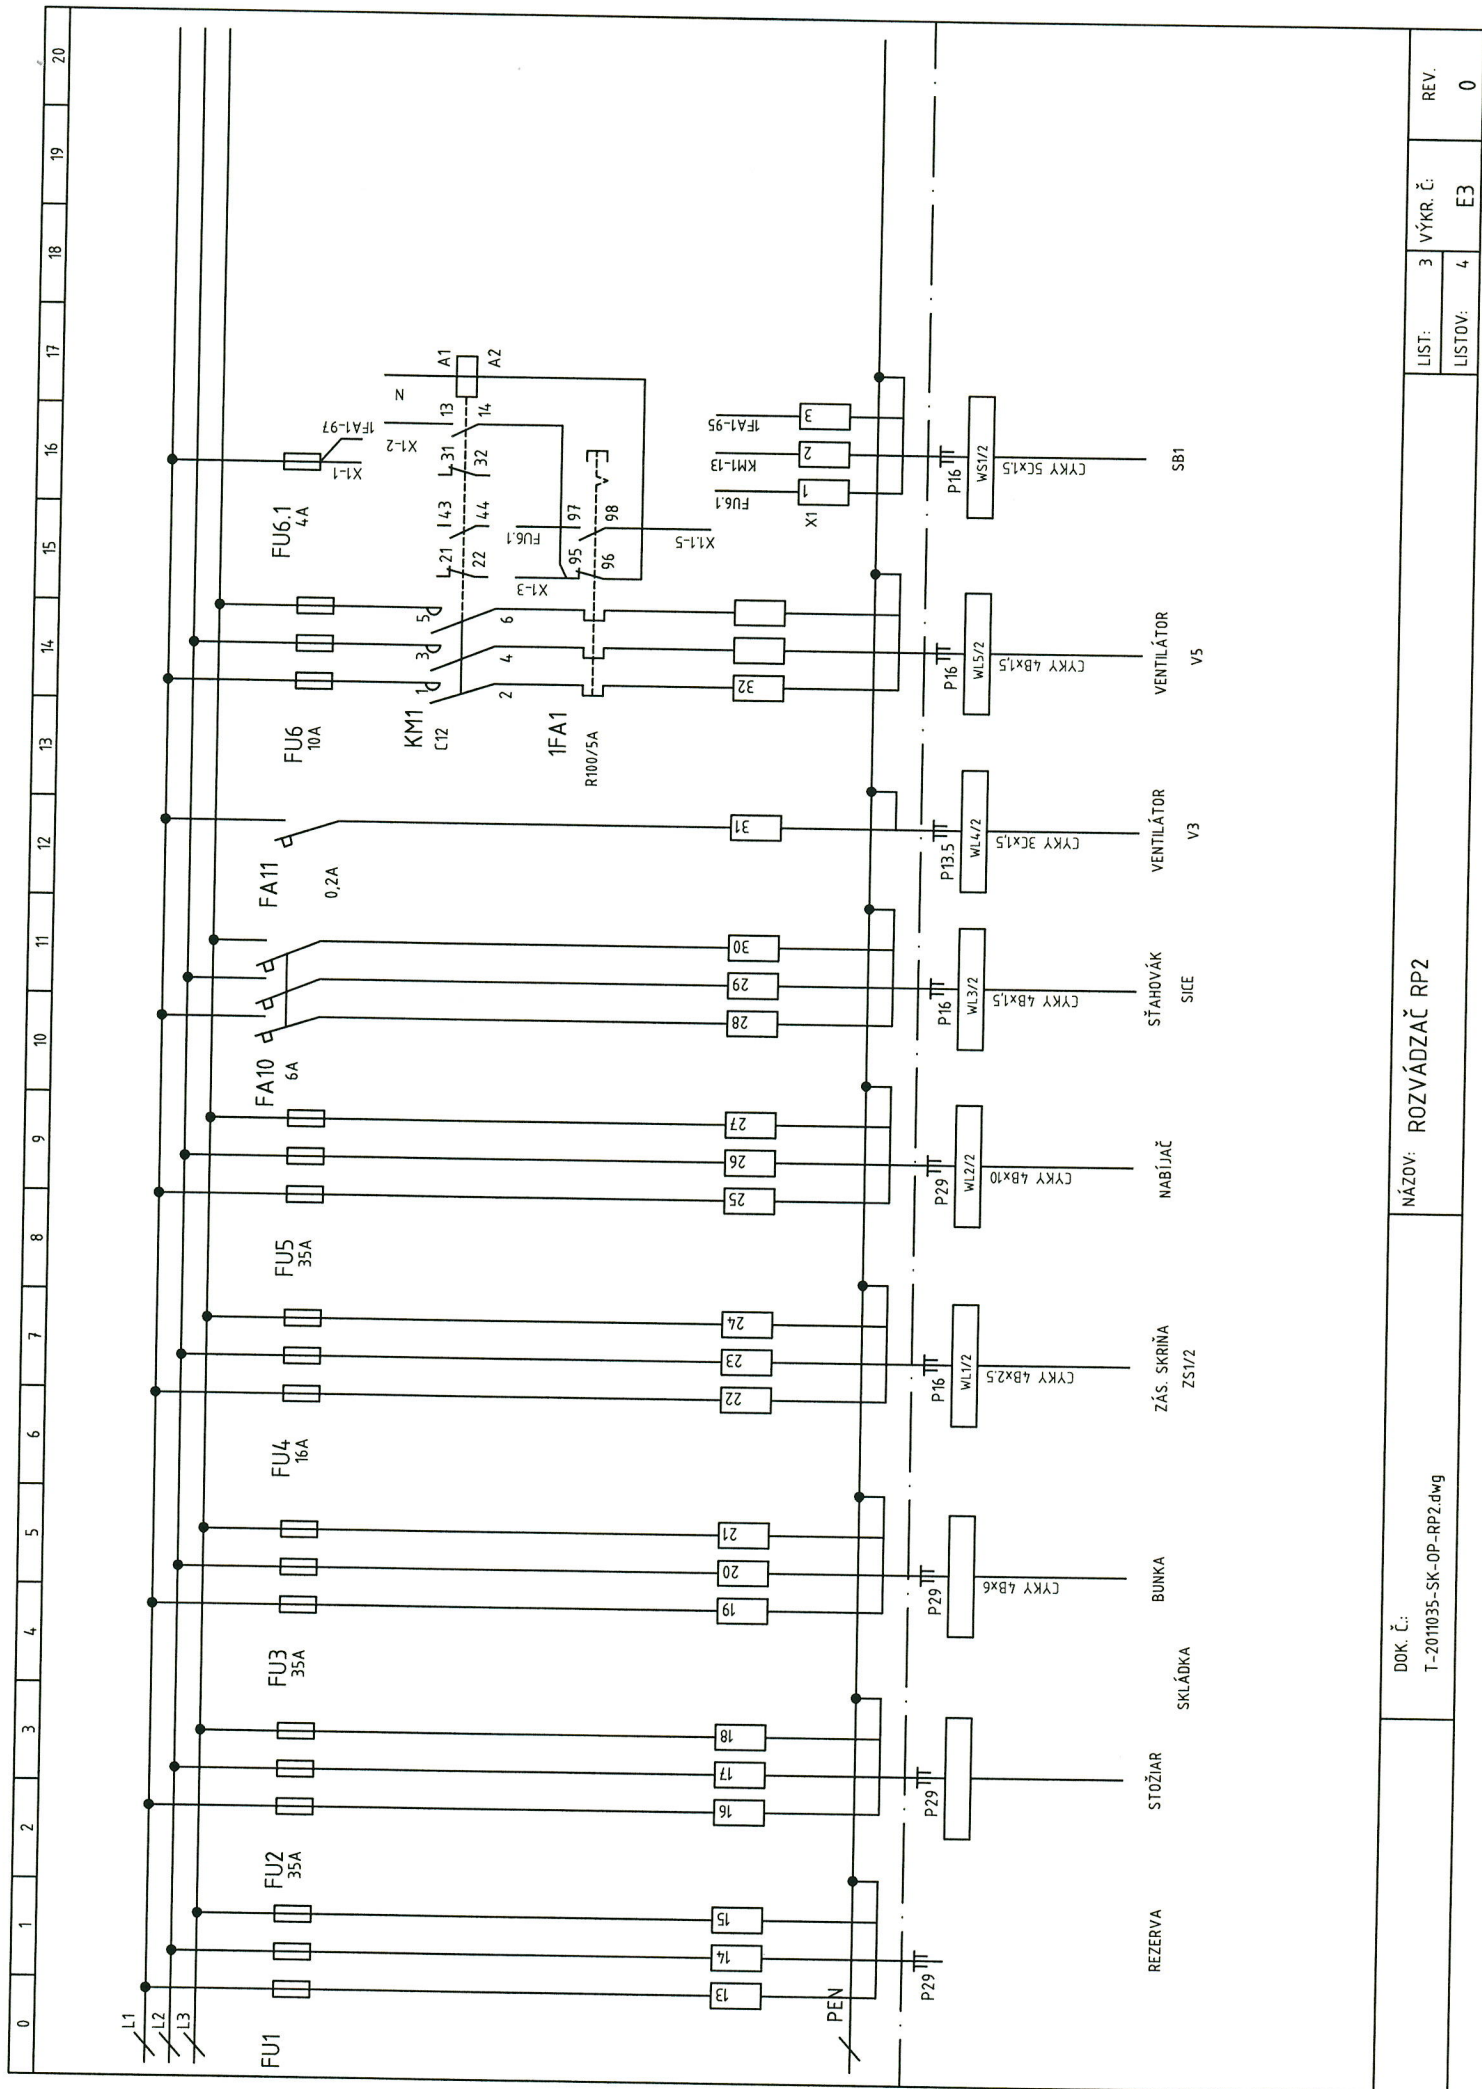 0 1 2 3 4 5 6 7 8 9 10 11 12 13 14 15 16 17 18 19 20
L1
L2
L3
FU1
FU2
35A
FU3
35A
FU4
16A
FU5
35A
FA10
6A
FA11
0,2A
FU6
10A
FU6.1
4A
X1-1
1FA1-97
KM1
C12
1
3
5
2
4
6
21
22
43
44
31
32
13
14
X1-2
N
A1
A2
1FA1
R100/5A
X1-3
95
96
FU6.1
97
98
X1.1-5
13
14
15
16
17
18
19
20
21
22
23
24
25
26
27
28
29
30
31
32
FU6.1
KM1-13
1FA1-95
X1
1
2
3
PEN
P29
P29
P29
P16
P29
P16
P13.5
P16
P16
WL1/2
WL2/2
WL3/2
WL4/2
WL5/2
WS1/2
CYKY 4Bx6
CYKY 4Bx2.5
CYKY 4Bx10
CYKY 4Bx1,5
CYKY 3Cx1,5
CYKY 4Bx1,5
CYKY 5Cx1.5
REZERVA
STOŽIAR
SKLÁDKA
BUNKA
ZÁS. SKRIŇA
ZS1/2
NABÍJAČ
SŤAHOVÁK
SICE
VENTILÁTOR
V3
VENTILÁTOR
V5
SB1
DOK. Č.:
T-2011035-SK-OP-RP2.dwg
NÁZOV: ROZVÁDZAČ RP2
LIST: 3
LISTOV: 4
VÝKR. Č:
E3
REV.
0